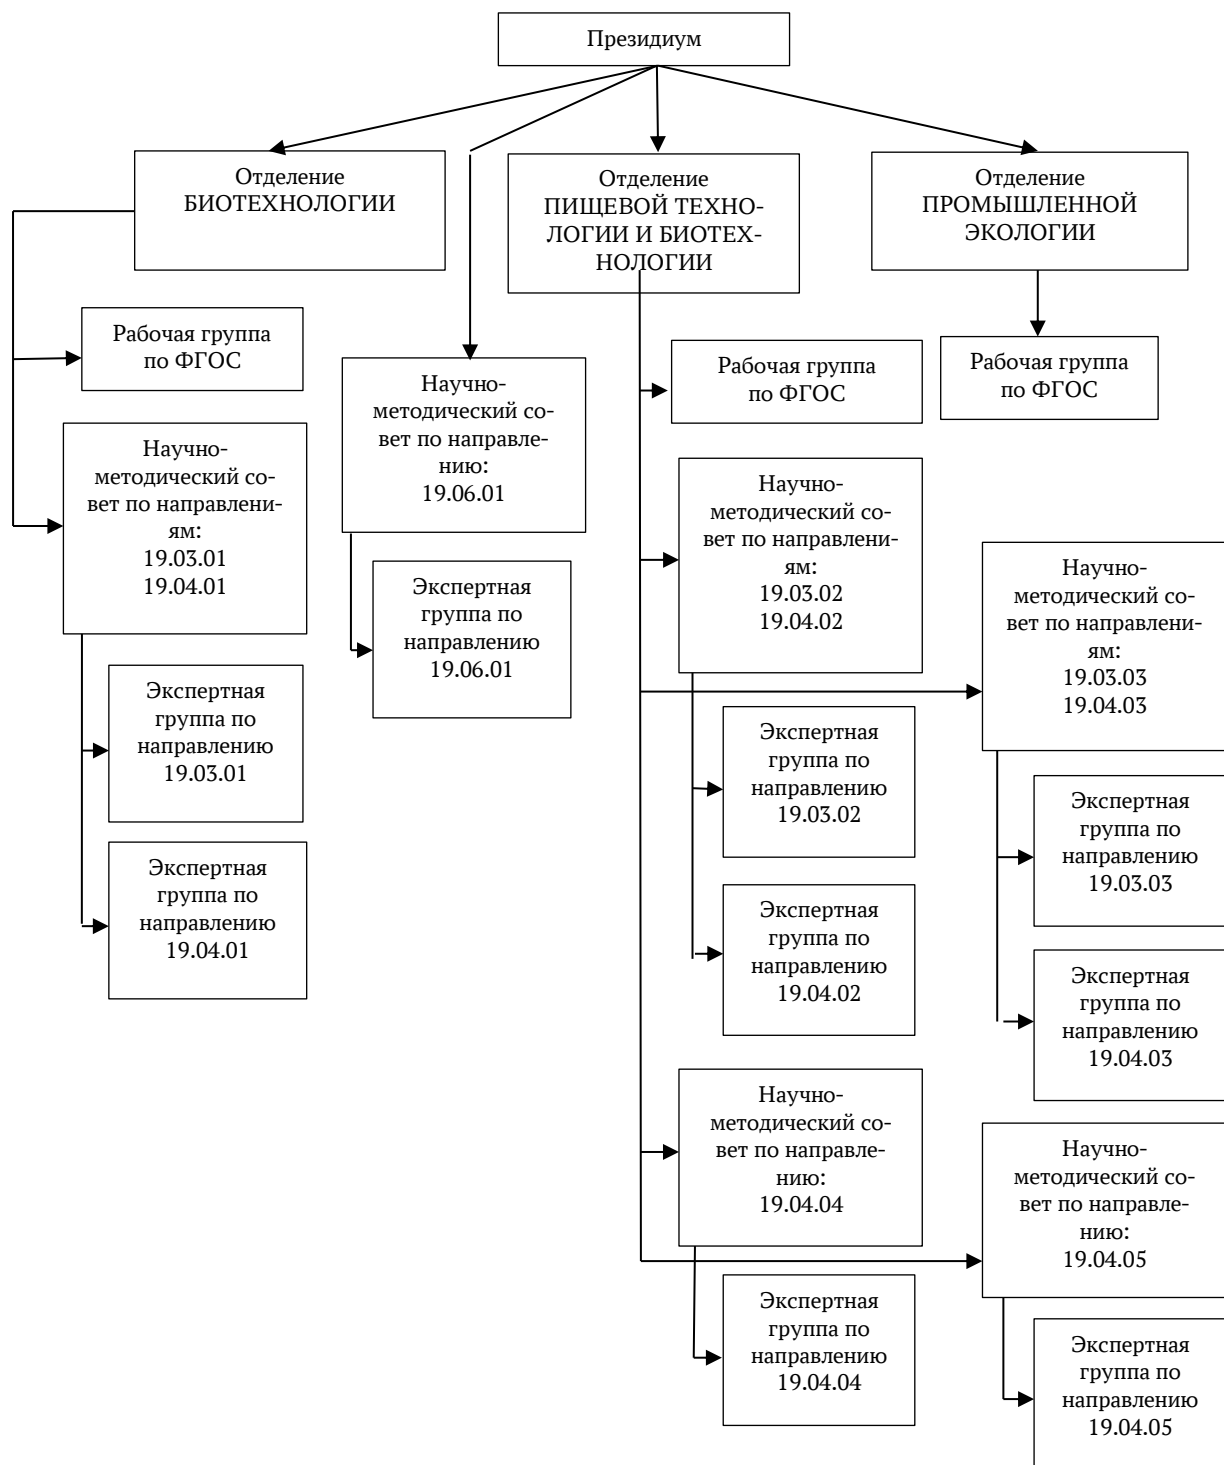 Президиум
Отделение
БИОТЕХНОЛОГИИ
Отделение
ПИЩЕВОЙ ТЕХНО-
ЛОГИИ И БИОТЕХ-
НОЛОГИИ
Отделение
ПРОМЫШЛЕННОЙ
ЭКОЛОГИИ
Рабочая группа
по ФГОС
Научно-
методический со-
вет по направлени-
ям:
19.03.01
19.04.01
Экспертная
группа по
направлению
19.03.01
Экспертная
группа по
направлению
19.04.01
Научно-
методический со-
вет по направле-
нию:
19.06.01
Экспертная
группа по
направлению
19.06.01
Рабочая группа
по ФГОС
Научно-
методический со-
вет по направлени-
ям:
19.03.02
19.04.02
Экспертная
группа по
направлению
19.03.02
Экспертная
группа по
направлению
19.04.02
Научно-
методический со-
вет по направле-
нию:
19.04.04
Экспертная
группа по
направлению
19.04.04
Рабочая группа
по ФГОС
Научно-
методический со-
вет по направлени-
ям:
19.03.03
19.04.03
Экспертная
группа по
направлению
19.03.03
Экспертная
группа по
направлению
19.04.03
Научно-
методический со-
вет по направле-
нию:
19.04.05
Экспертная
группа по
направлению
19.04.05